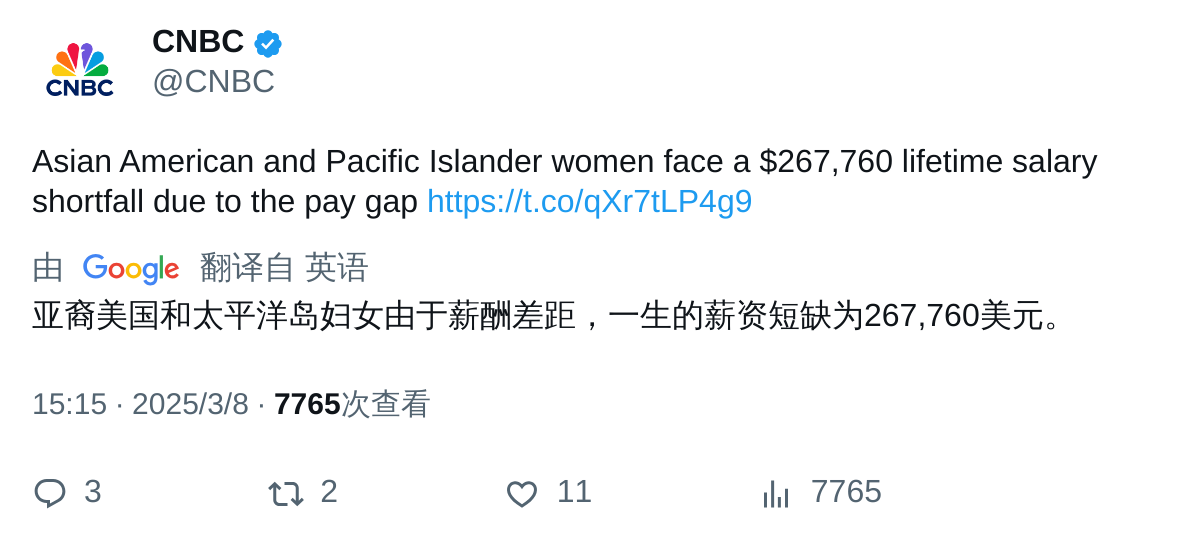 CNBC
CNBC
@CNBC
Asian American and Pacific Islander women face a $267,760 lifetime salary
shortfall due to the pay gap https://t.co/qXr7tLP4g9
由 Google 翻译自 英语
亚裔美国和太平洋岛妇女由于薪酬差距，一生的薪资短缺为267,760美元。
15:15 · 2025/3/8 · 7765次查看
3 2 11 7765